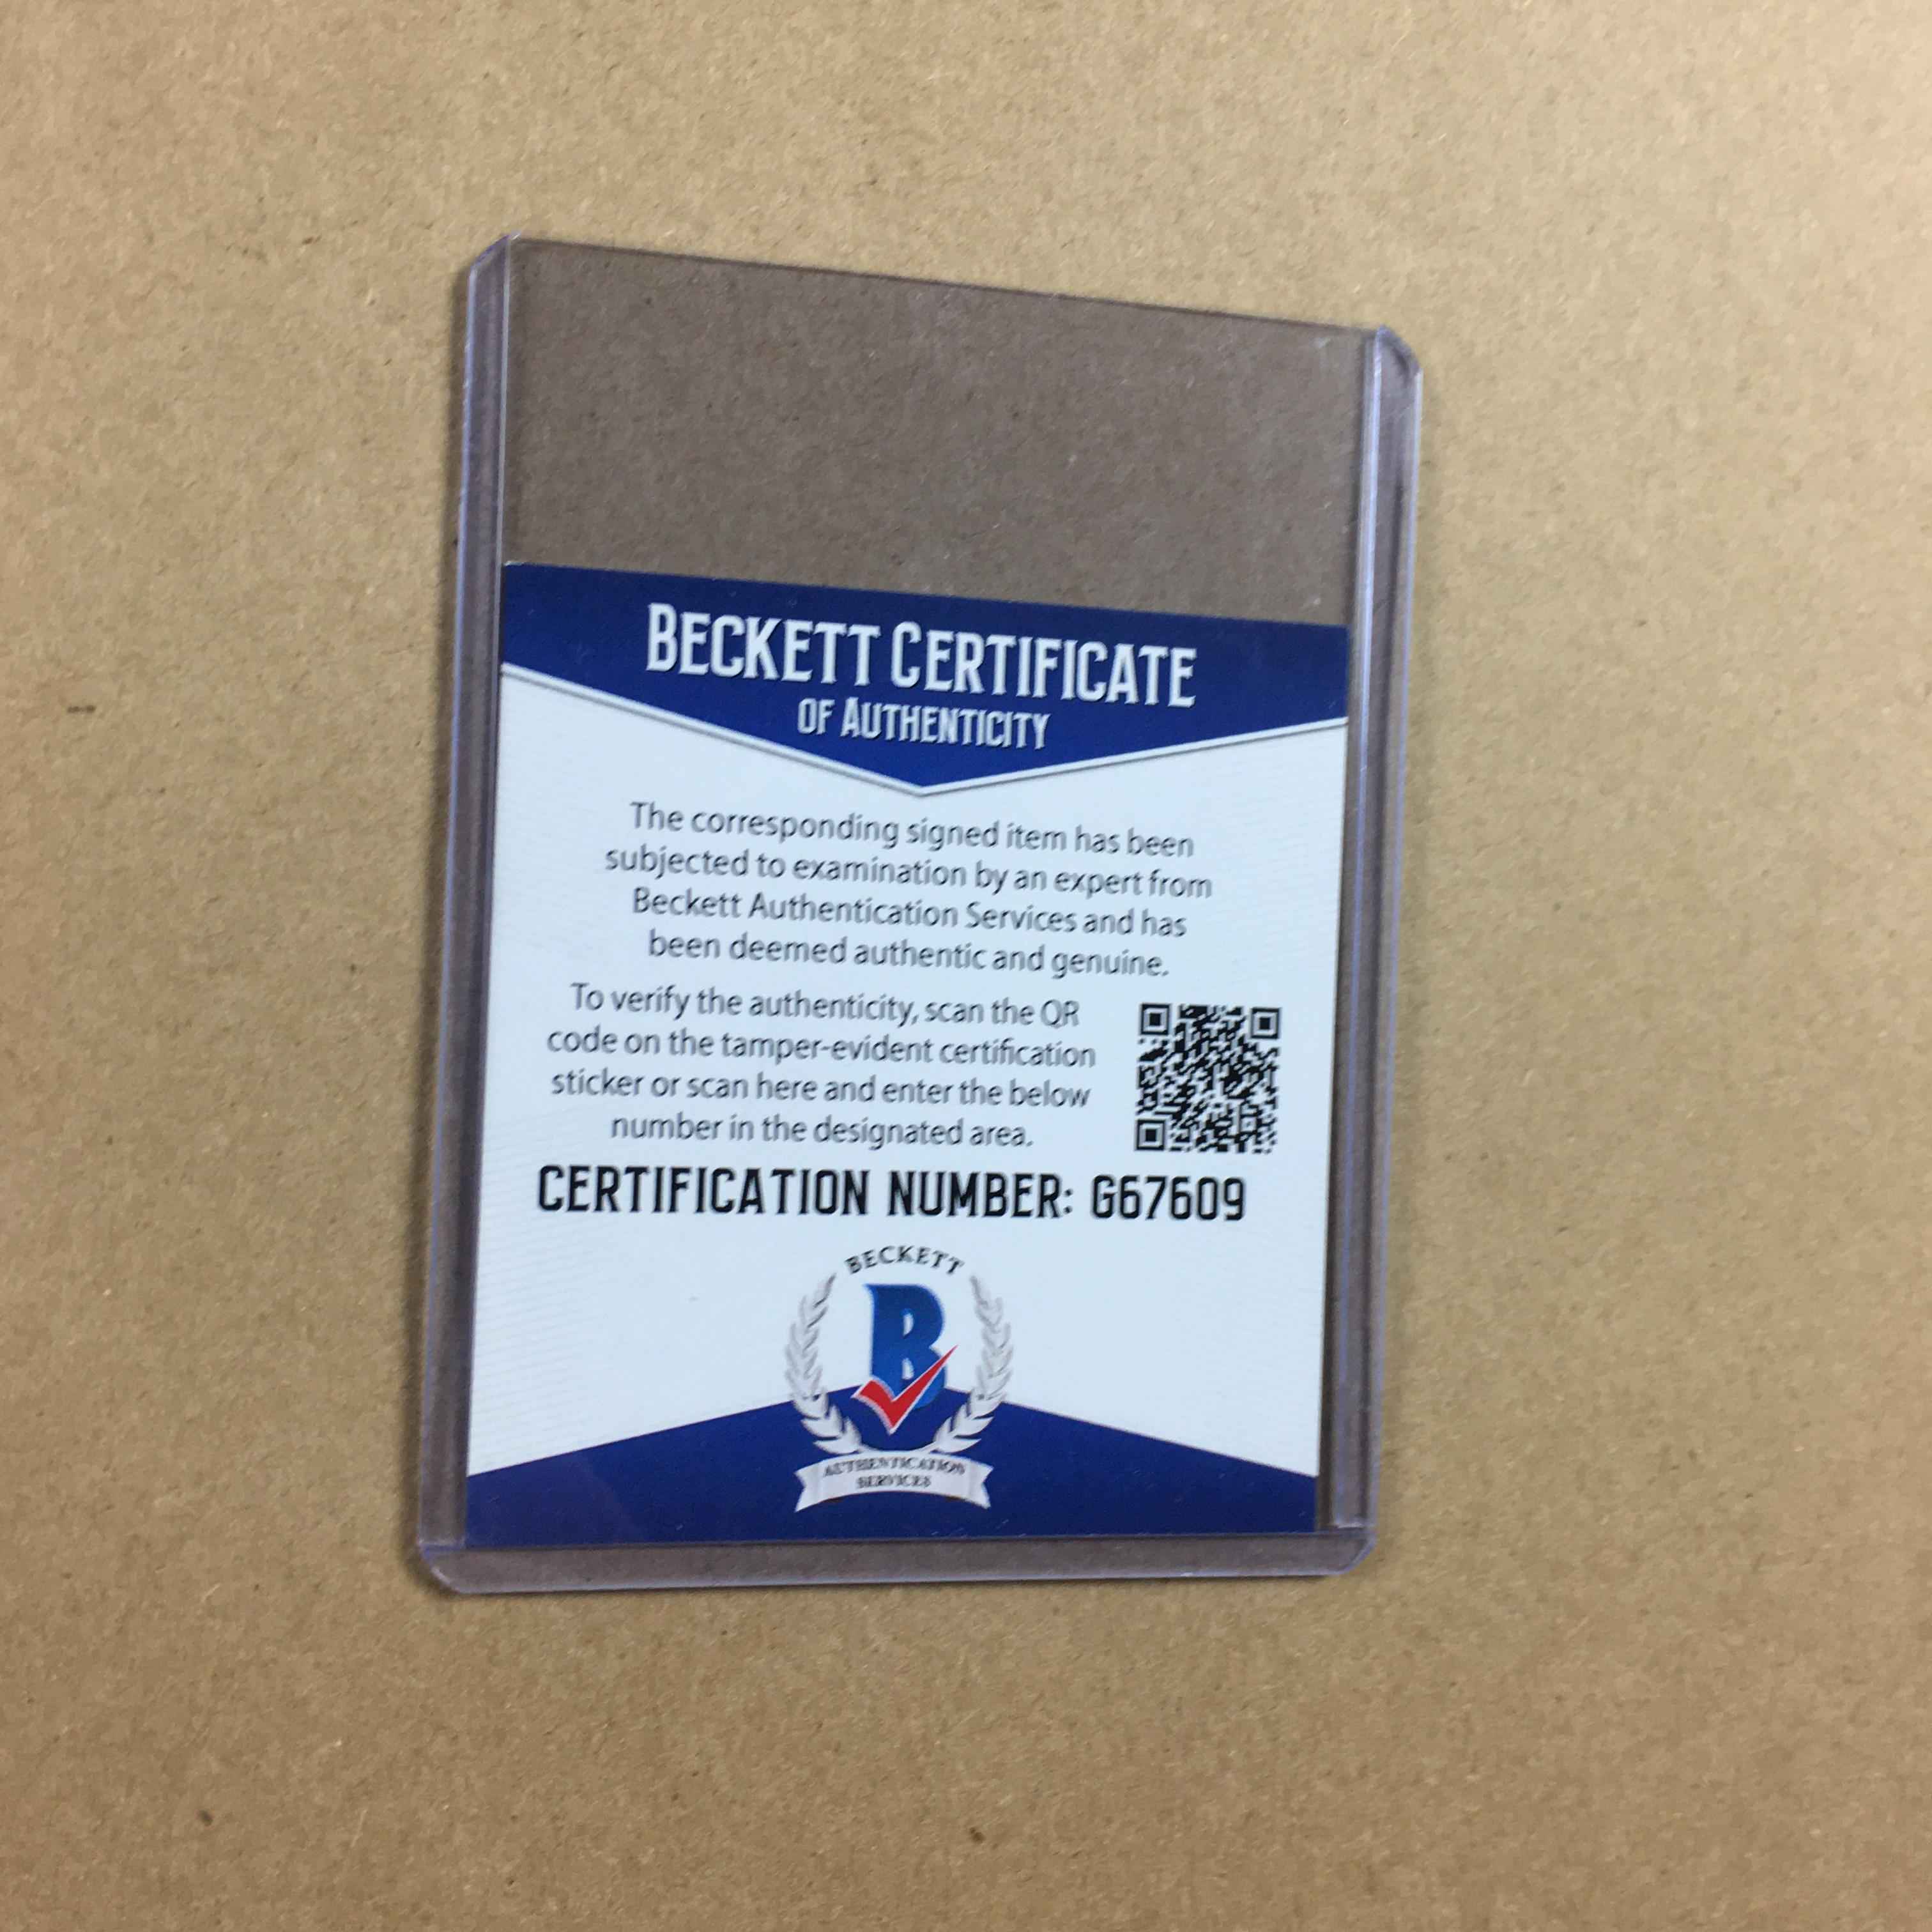 BECKETT CERTIFICATE
OF AUTHENTICITY
The corresponding signed item has been
subjected to examination by an expert from
Beckett Authentication Services and has
been deemed authentic and genuine.
To verify the authenticity, scan the QR
code on the tamper-evident certification
sticker or scan here and enter the below
number in the designated area.
CERTIFICATION NUMBER: G67609
BECKETT
B
AUTHENTICATION
SERVICES